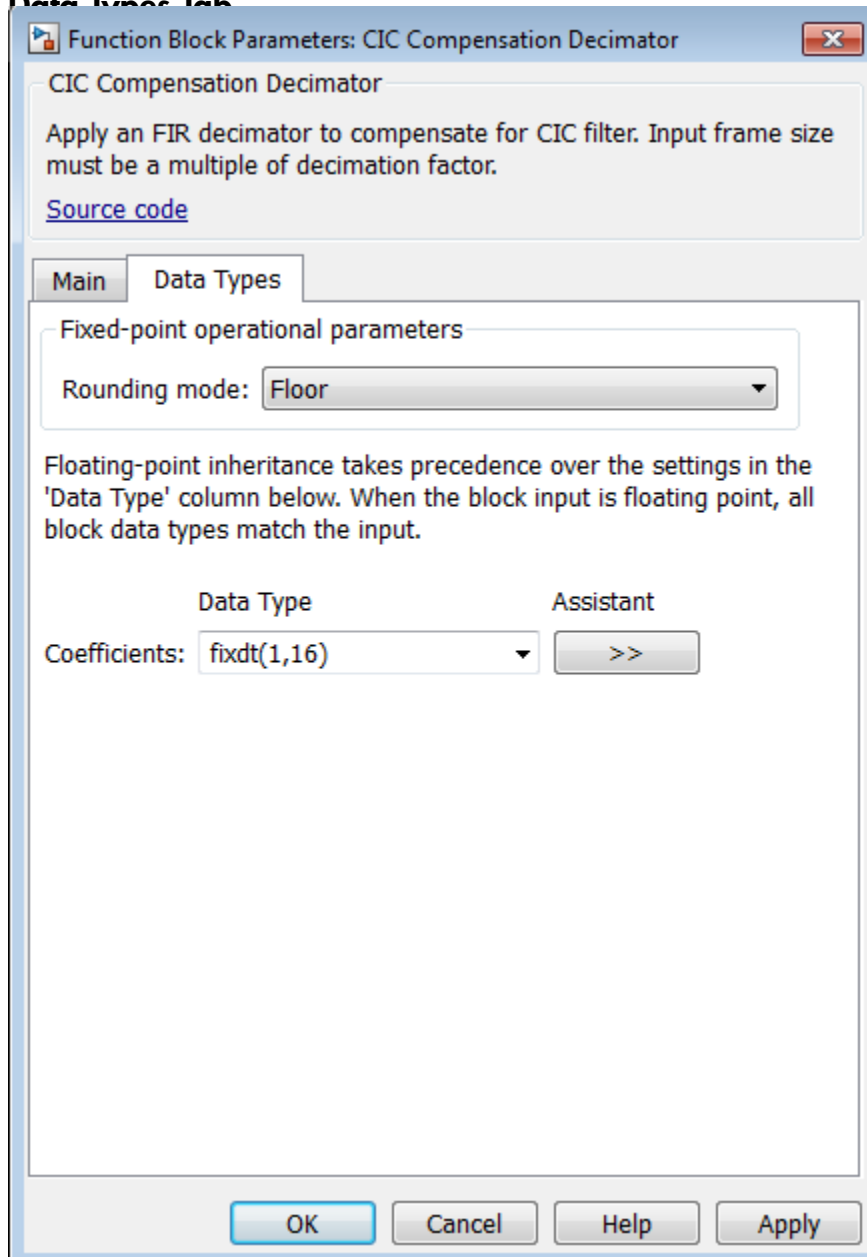 Data Types Tab
Function Block Parameters: CIC Compensation Decimator
CIC Compensation Decimator
Apply an FIR decimator to compensate for CIC filter. Input frame size
must be a multiple of decimation factor.
Source code
Main Data Types
Fixed-point operational parameters
Rounding mode: Floor
Floating-point inheritance takes precedence over the settings in the
'Data Type' column below. When the block input is floating point, all
block data types match the input.
Data Type Assistant
Coefficients: fixdt(1,16) >>
OK Cancel Help Apply